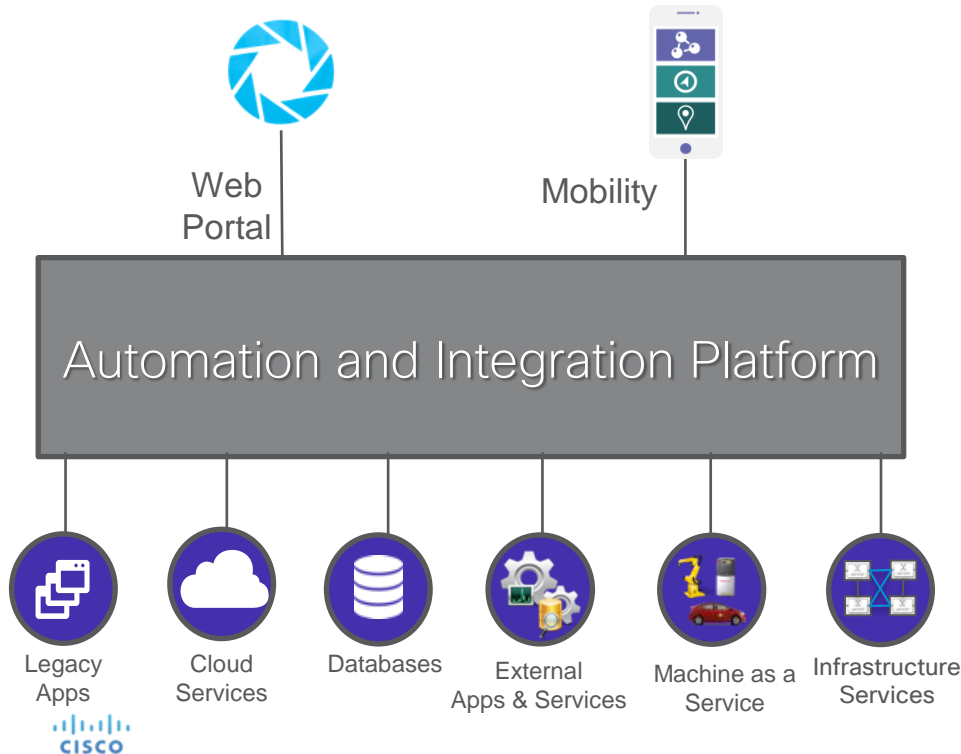 Web
Portal
Mobility
Automation and Integration Platform
Legacy
Apps
Cloud
Services
Databases
External
Apps & Services
Machine as a
Service
Infrastructure
Services
CISCO